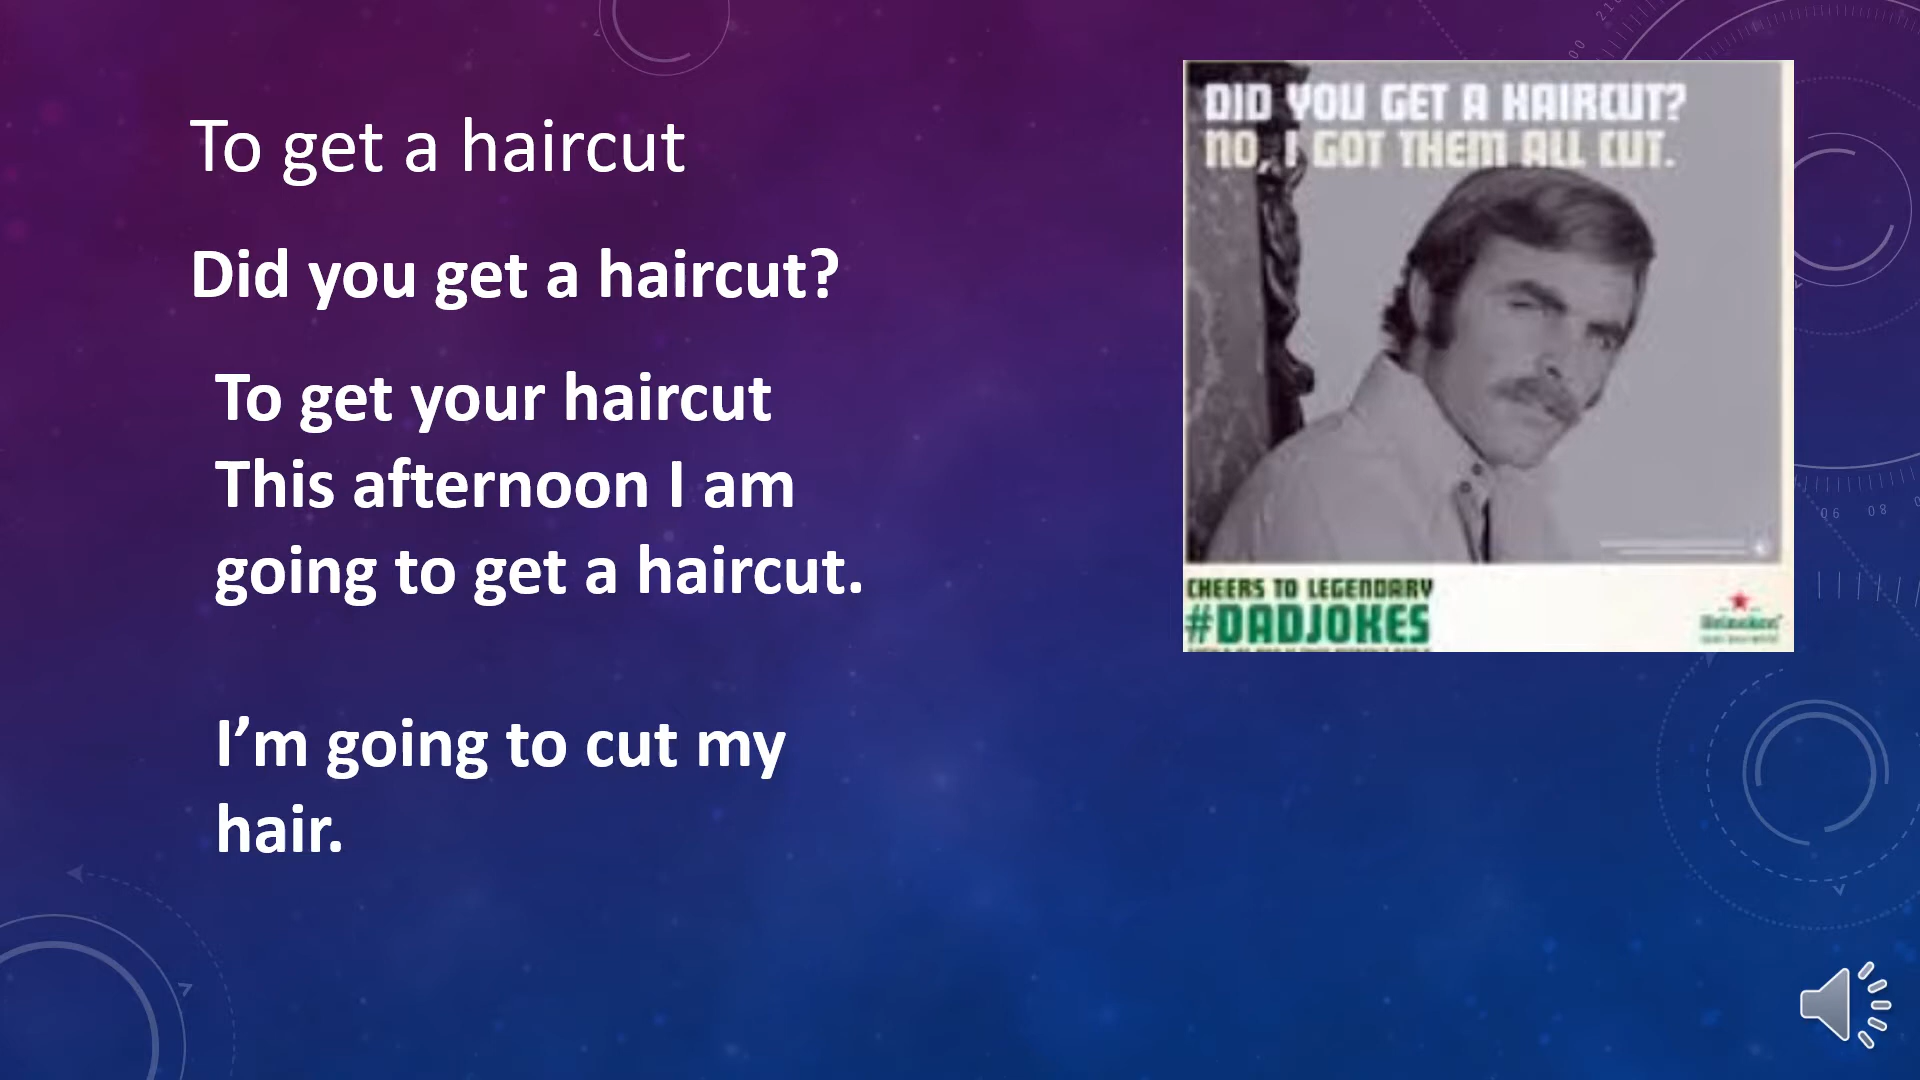 To get a haircut
Did you get a haircut?
To get your haircut
This afternoon I am
going to get a haircut.
I’m going to cut my
hair.
DID YOU GET A HAIRCUT?
NO, I GOT THEM ALL CUT.
CHEERS TO LEGENDARY
#DADJOKES
Heineken